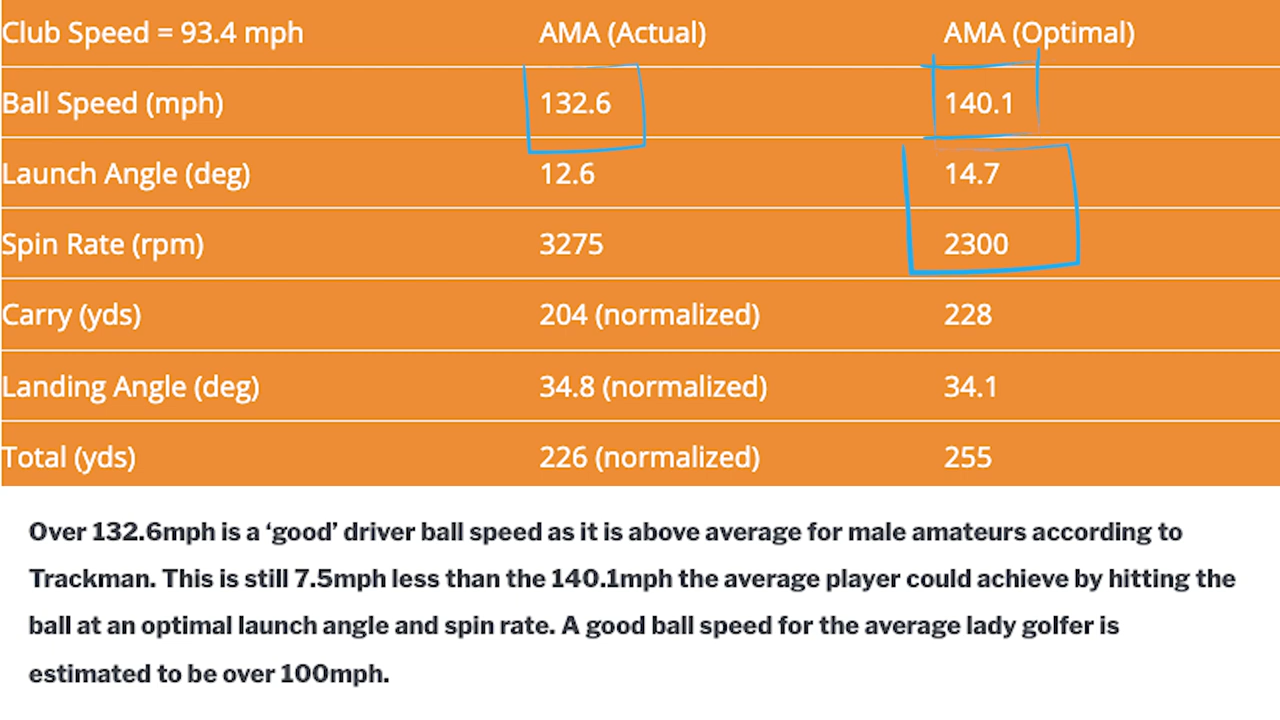 Club Speed = 93.4 mph AMA (Actual) AMA (Optimal)
Ball Speed (mph) 132.6 140.1
Launch Angle (deg) 12.6 14.7
Spin Rate (rpm) 3275 2300
Carry (yds) 204 (normalized) 228
Landing Angle (deg) 34.8 (normalized) 34.1
Total (yds) 226 (normalized) 255
Over 132.6mph is a ‘good’ driver ball speed as it is above average for male amateurs according to
Trackman. This is still 7.5mph less than the 140.1mph the average player could achieve by hitting the
ball at an optimal launch angle and spin rate. A good ball speed for the average lady golfer is
estimated to be over 100mph.